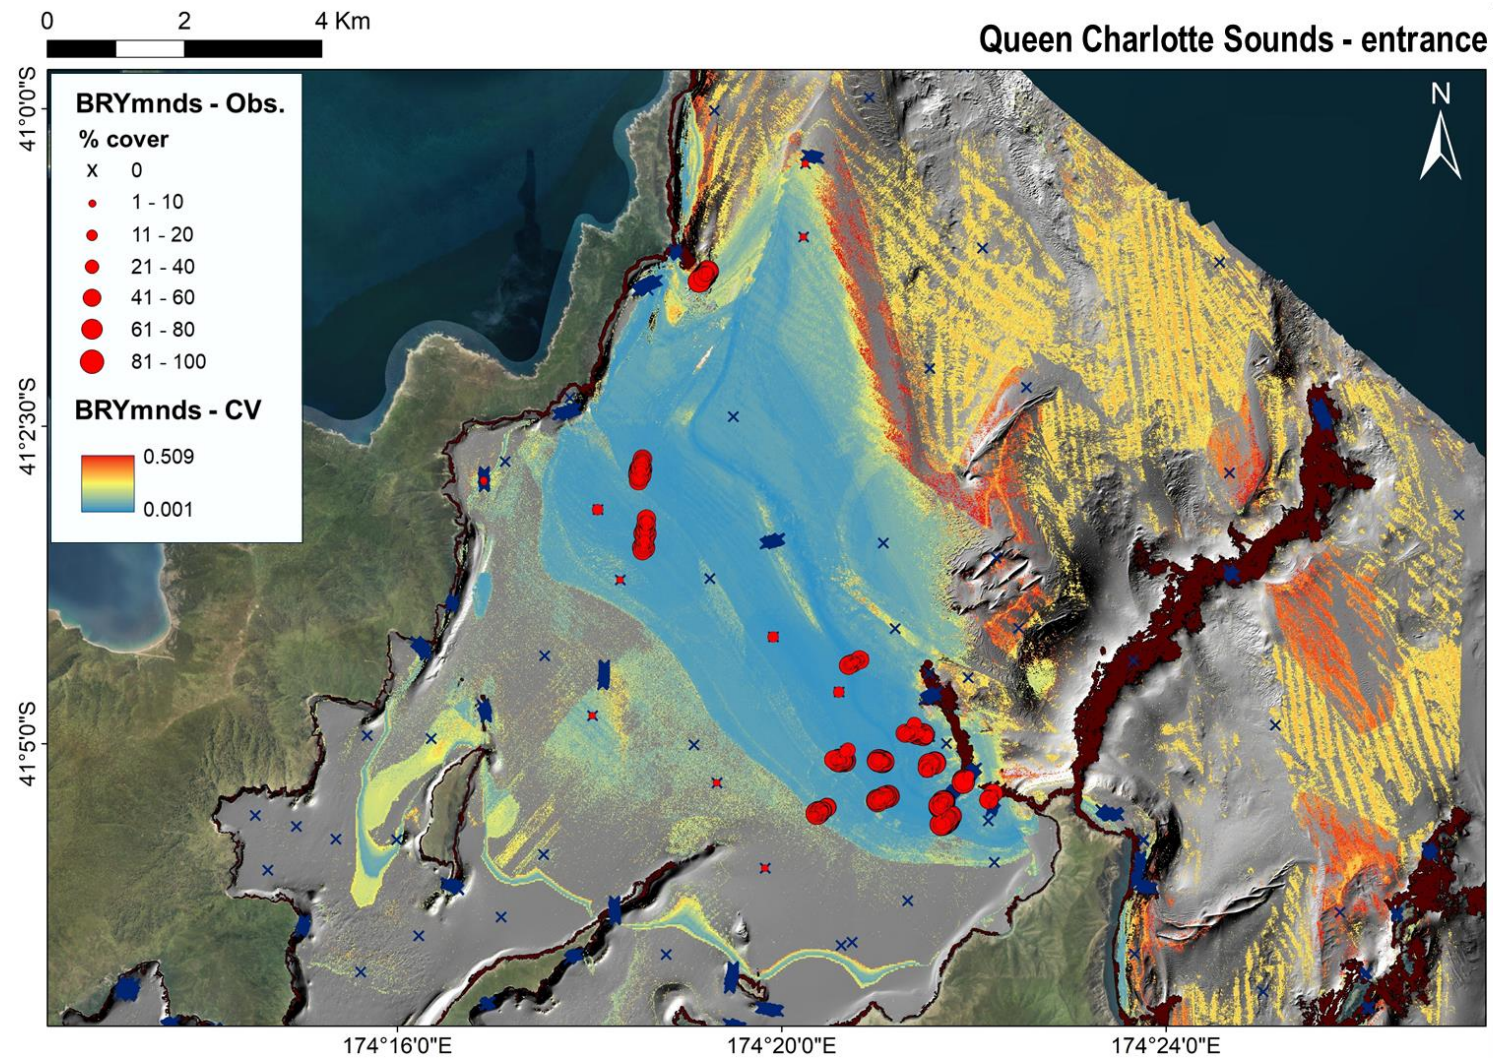 0 2 4 Km
Queen Charlotte Sounds - entrance
BRYmnds - Obs.
% cover
x 0
1 - 10
11 - 20
21 - 40
41 - 60
61 - 80
81 - 100
BRYmnds - CV
0.509
0.001
N
41°0'0"S
41°2'30"S
41°5'0"S
174°16'0"E 174°20'0"E 174°24'0"E